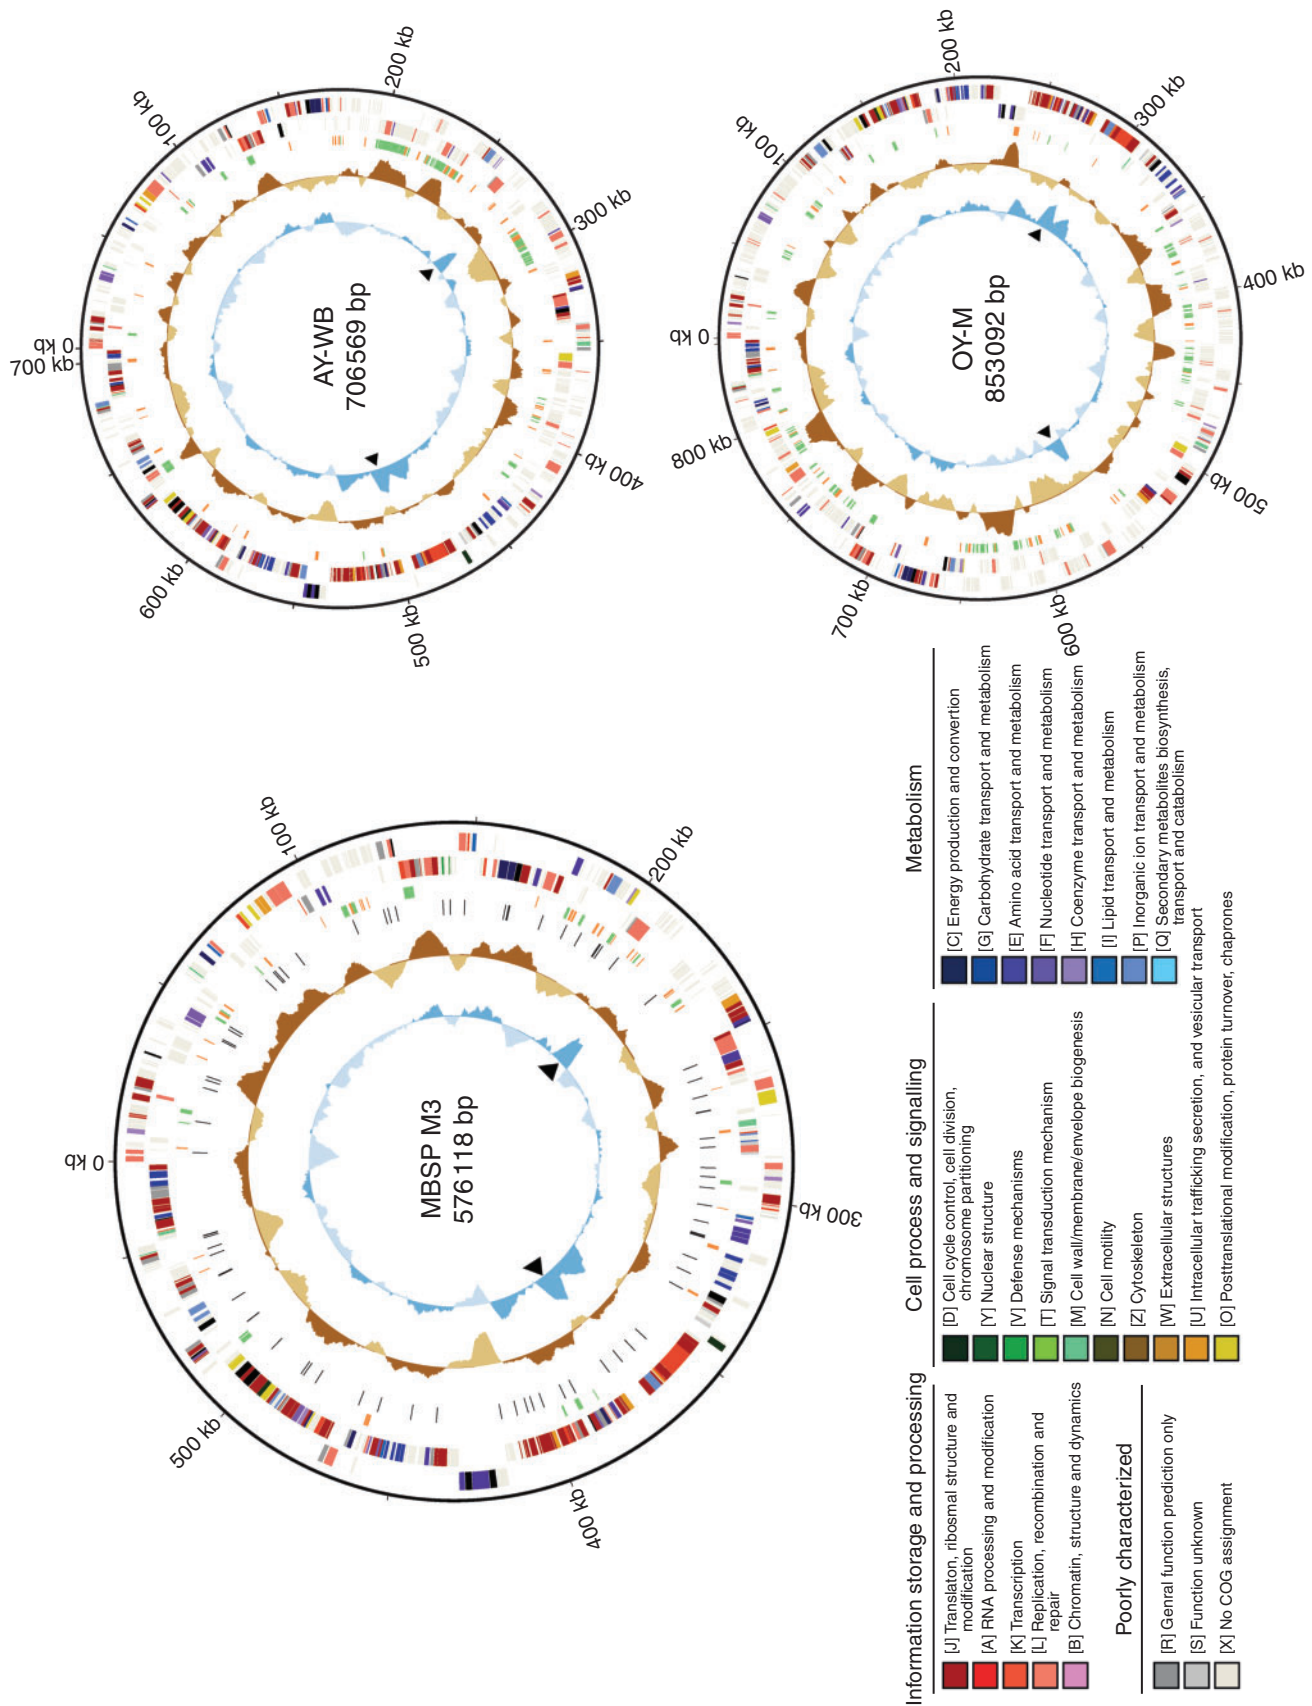 MBSP M3
576 118 bp
0 kb
100 kb
200 kb
300 kb
400 kb
500 kb
AY-WB
706 569 bp
0 kb
100 kb
200 kb
300 kb
400 kb
500 kb
600 kb
700 kb
OY-M
853 092 bp
0 kb
100 kb
200 kb
300 kb
400 kb
500 kb
600 kb
700 kb
800 kb
Information storage and processing
[J] Translaton, ribosmal structure and
modification
[A] RNA processing and modification
[K] Transcription
[L] Replication, recombination and
repair
[B] Chromatin, structure and dynamics
Poorly characterized
[R] Genral function prediction only
[S] Function unknown
[X] No COG assignment
Cell process and signalling
[D] Cell cycle control, cell division,
chromosome partitioning
[Y] Nuclear structure
[V] Defense mechanisms
[T] Signal transduction mechanism
[M] Cell wall/membrane/envelope biogenesis
[N] Cell motility
[Z] Cytoskeleton
[W] Extracellular structures
[U] Intracellular trafficking secretion, and vesicular transport
[O] Posttranslational modification, protein turnover, chaprones
Metabolism
[C] Energy production and convertion
[G] Carbohydrate transport and metabolism
[E] Amino acid transport and metabolism
[F] Nucleotide transport and metabolism
[H] Coenzyme transport and metabolism
[I] Lipid transport and metabolism
[P] Inorganic ion transport and metabolism
[Q] Secondary metabolites biosynthesis,
transport and catabolism